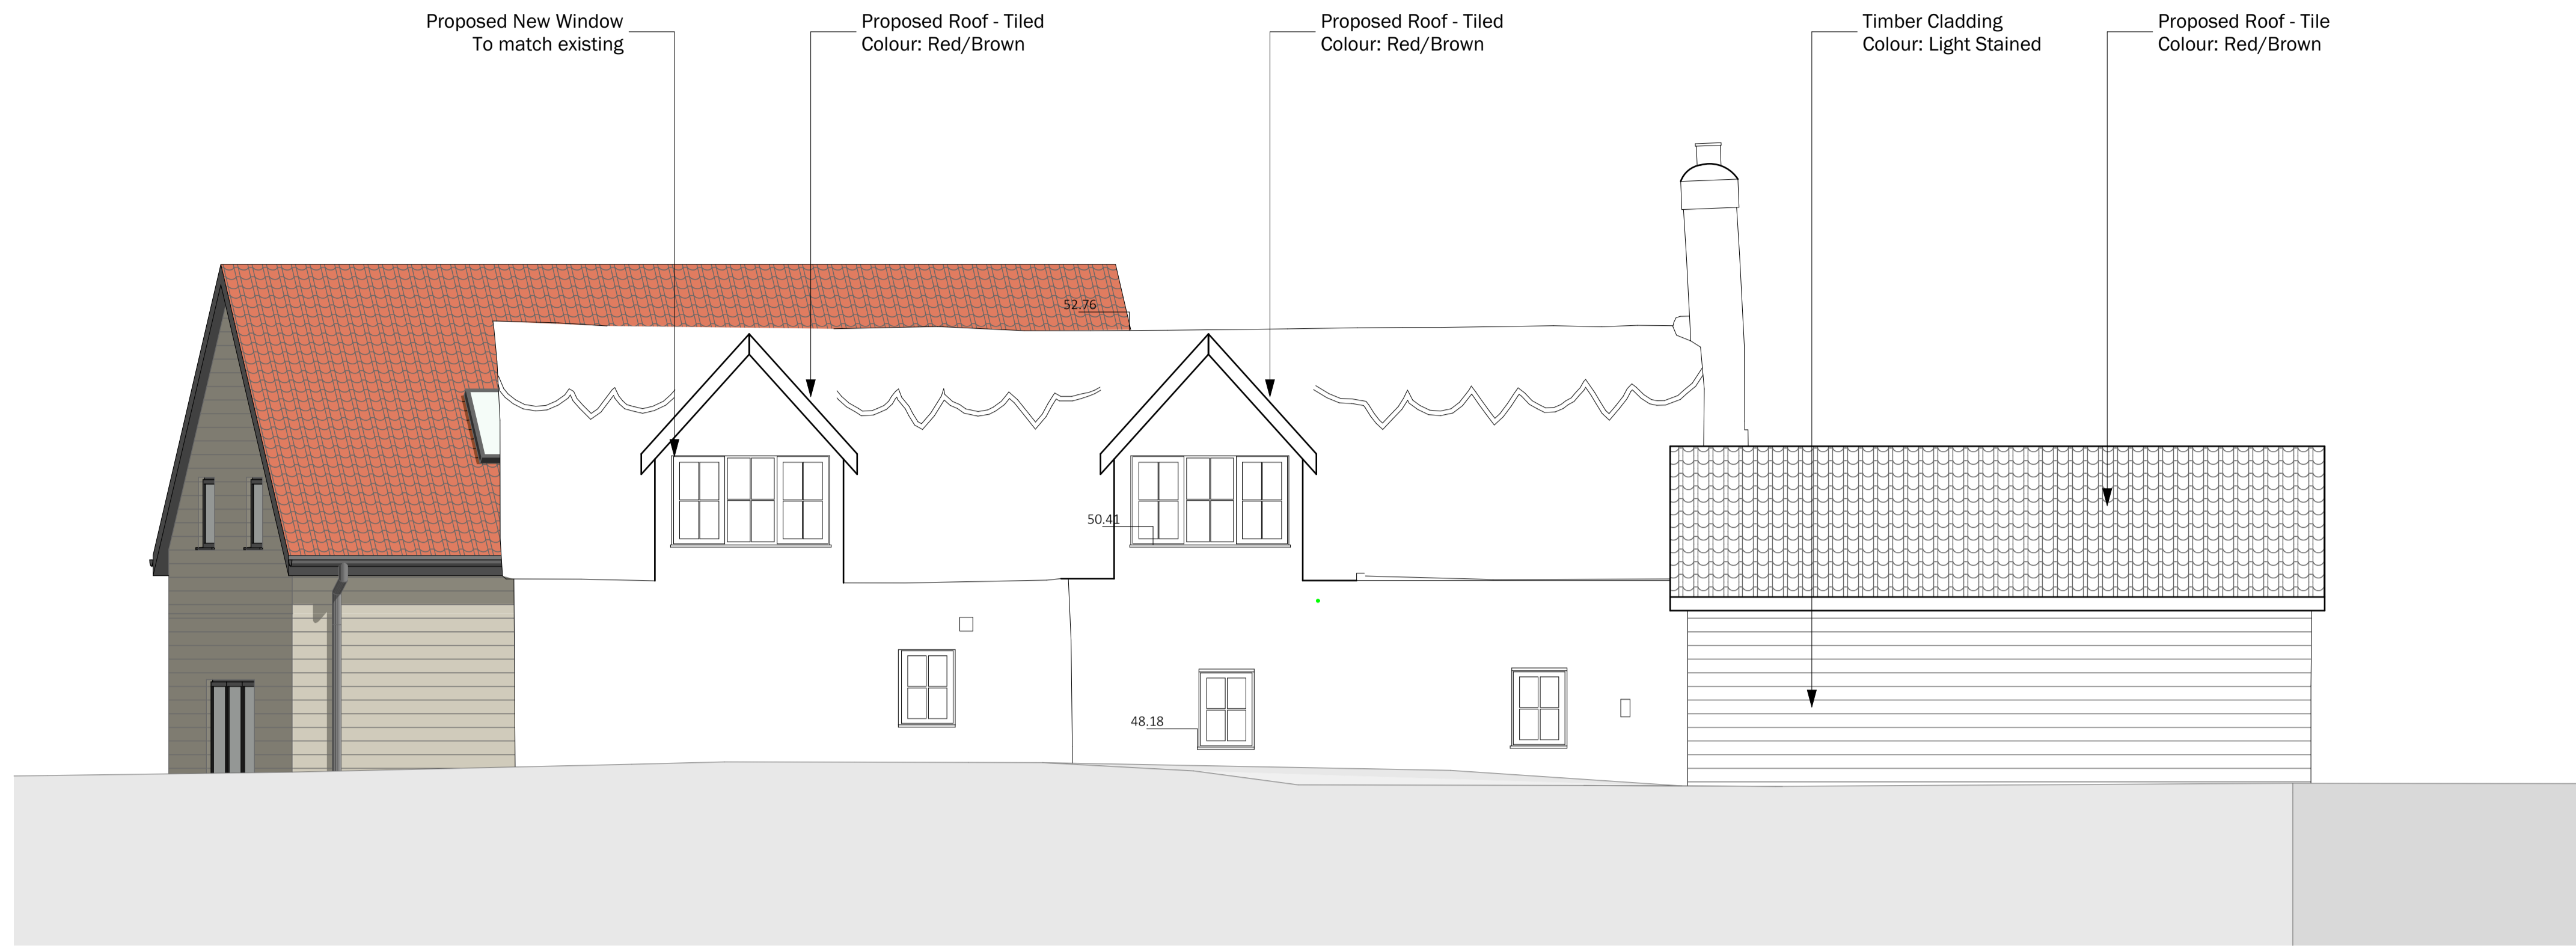 Proposed New Window
To match existing
Proposed Roof - Tiled
Colour: Red/Brown
Proposed Roof - Tiled
Colour: Red/Brown
Timber Cladding
Colour: Light Stained
Proposed Roof - Tile
Colour: Red/Brown
52.76
50.41
48.18